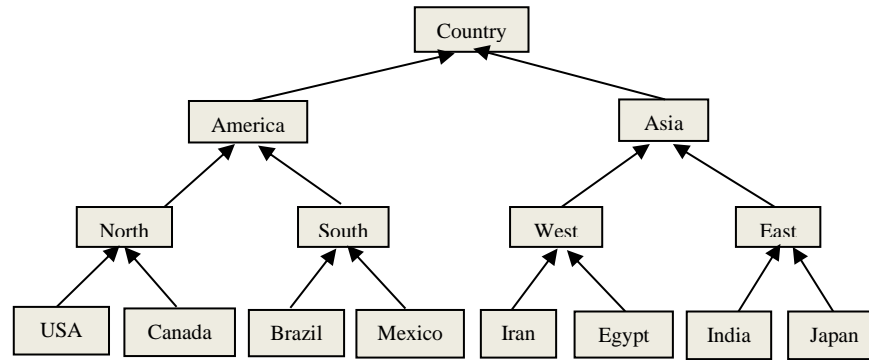 Country
America
Asia
North
South
West
East
USA
Canada
Brazil
Mexico
Iran
Egypt
India
Japan